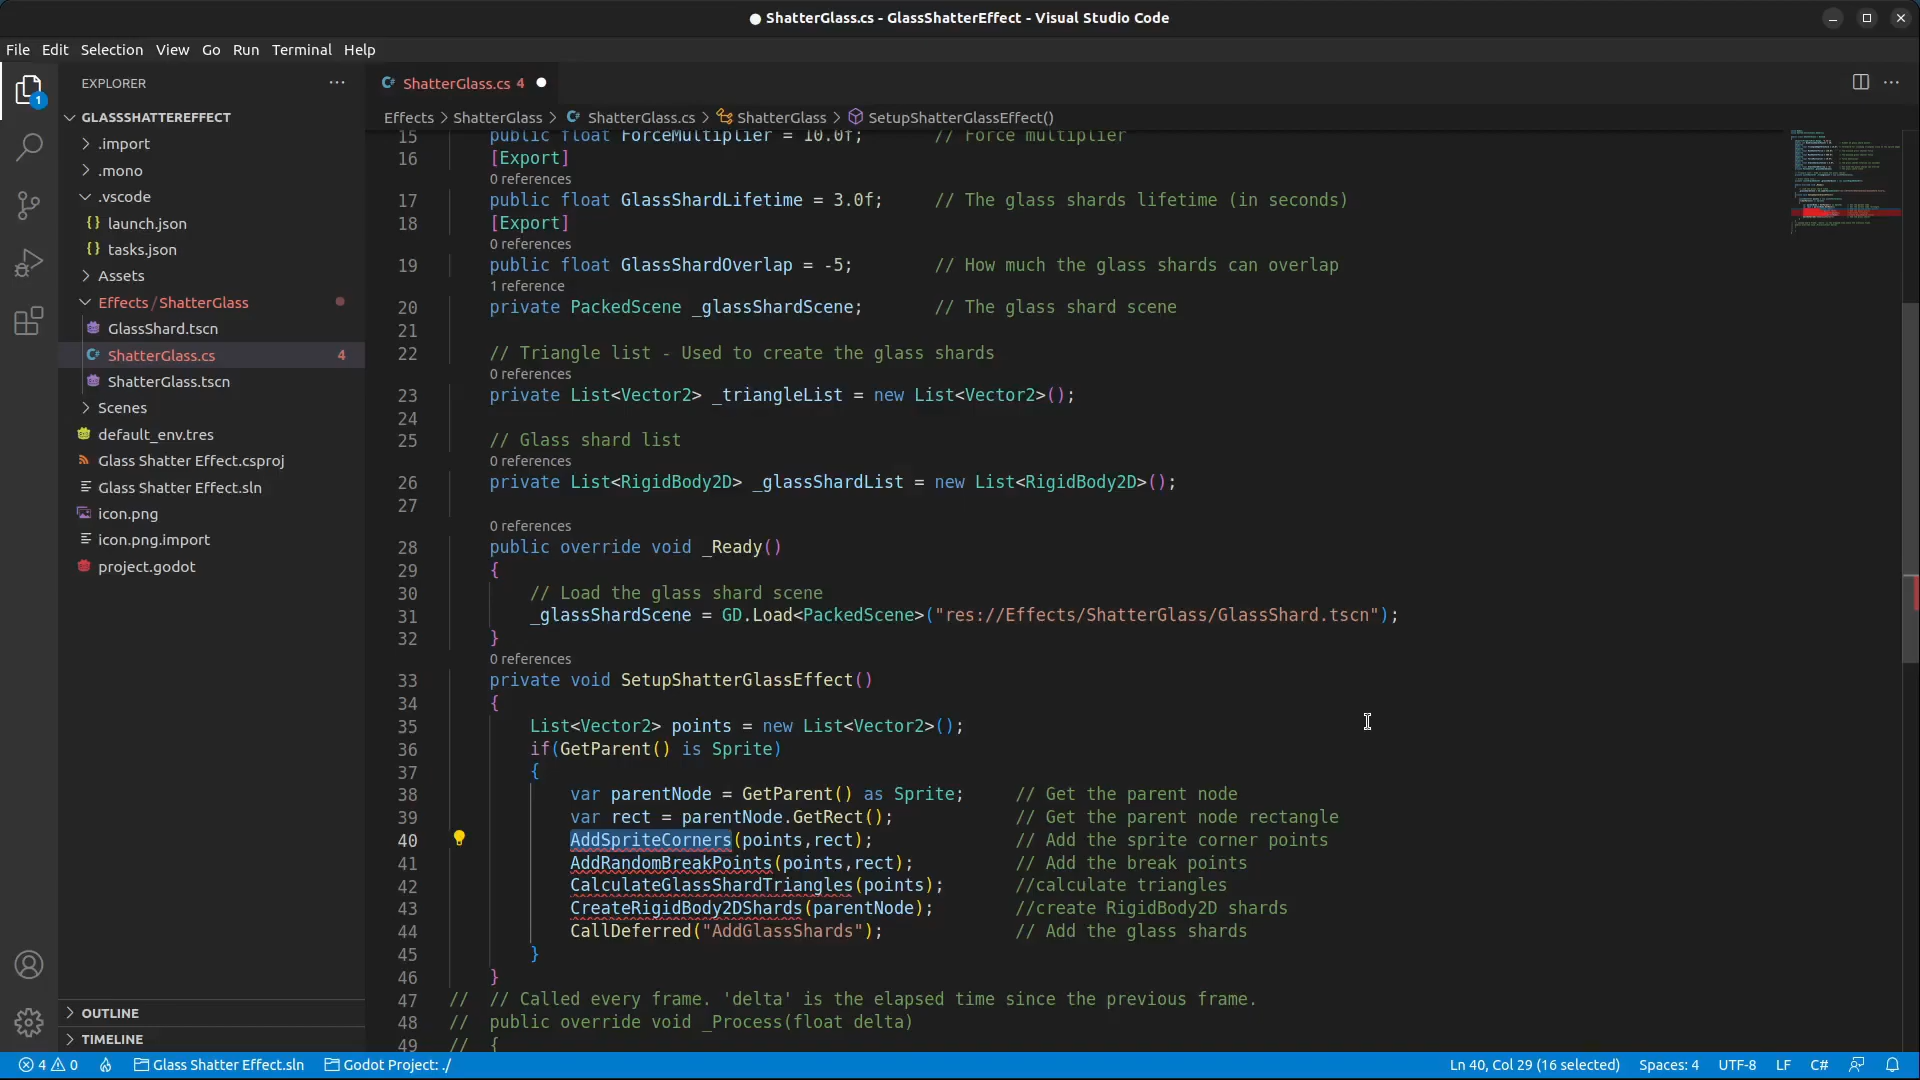 ShatterGlass.cs - GlassShatterEffect - Visual Studio Code
File Edit Selection View Go Run Terminal Help
1
EXPLORER
GLASSSHATTEREFFECT
.import
.mono
.vscode
launch.json
tasks.json
Assets
Effects / ShatterGlass
GlassShard.tscn
ShatterGlass.cs 4
ShatterGlass.tscn
Scenes
default_env.tres
Glass Shatter Effect.csproj
Glass Shatter Effect.sln
icon.png
icon.png.import
project.godot
OUTLINE
TIMELINE
ShatterGlass.cs 4
Effects > ShatterGlass > ShatterGlass.cs > ShatterGlass > SetupShatterGlassEffect()
15 public float ForceMultiplier = 10.0f; // Force multiplier
16 [Export]
0 references
17 public float GlassShardLifetime = 3.0f; // The glass shards lifetime (in seconds)
18 [Export]
0 references
19 public float GlassShardOverlap = -5; // How much the glass shards can overlap
1 reference
20 private PackedScene _glassShardScene; // The glass shard scene
21
22 // Triangle list - Used to create the glass shards
0 references
23 private List<Vector2> _triangleList = new List<Vector2>();
24
25 // Glass shard list
0 references
26 private List<RigidBody2D> _glassShardList = new List<RigidBody2D>();
27
0 references
28 public override void _Ready()
29 {
30 // Load the glass shard scene
31 _glassShardScene = GD.Load<PackedScene>("res://Effects/ShatterGlass/GlassShard.tscn");
32 }
0 references
33 private void SetupShatterGlassEffect()
34 {
35 List<Vector2> points = new List<Vector2>();
36 if(GetParent() is Sprite)
37 {
38 var parentNode = GetParent() as Sprite; // Get the parent node
39 var rect = parentNode.GetRect(); // Get the parent node rectangle
40 AddSpriteCorners(points,rect); // Add the sprite corner points
41 AddRandomBreakPoints(points,rect); // Add the break points
42 CalculateGlassShardTriangles(points); //calculate triangles
43 CreateRigidBody2DShards(parentNode); //create RigidBody2D shards
44 CallDeferred("AddGlassShards"); // Add the glass shards
45 }
46 }
47 // // Called every frame. 'delta' is the elapsed time since the previous frame.
48 // public override void _Process(float delta)
49 // {
4 0 Glass Shatter Effect.sln Godot Project: ./ Ln 40, Col 29 (16 selected) Spaces: 4 UTF-8 LF C#